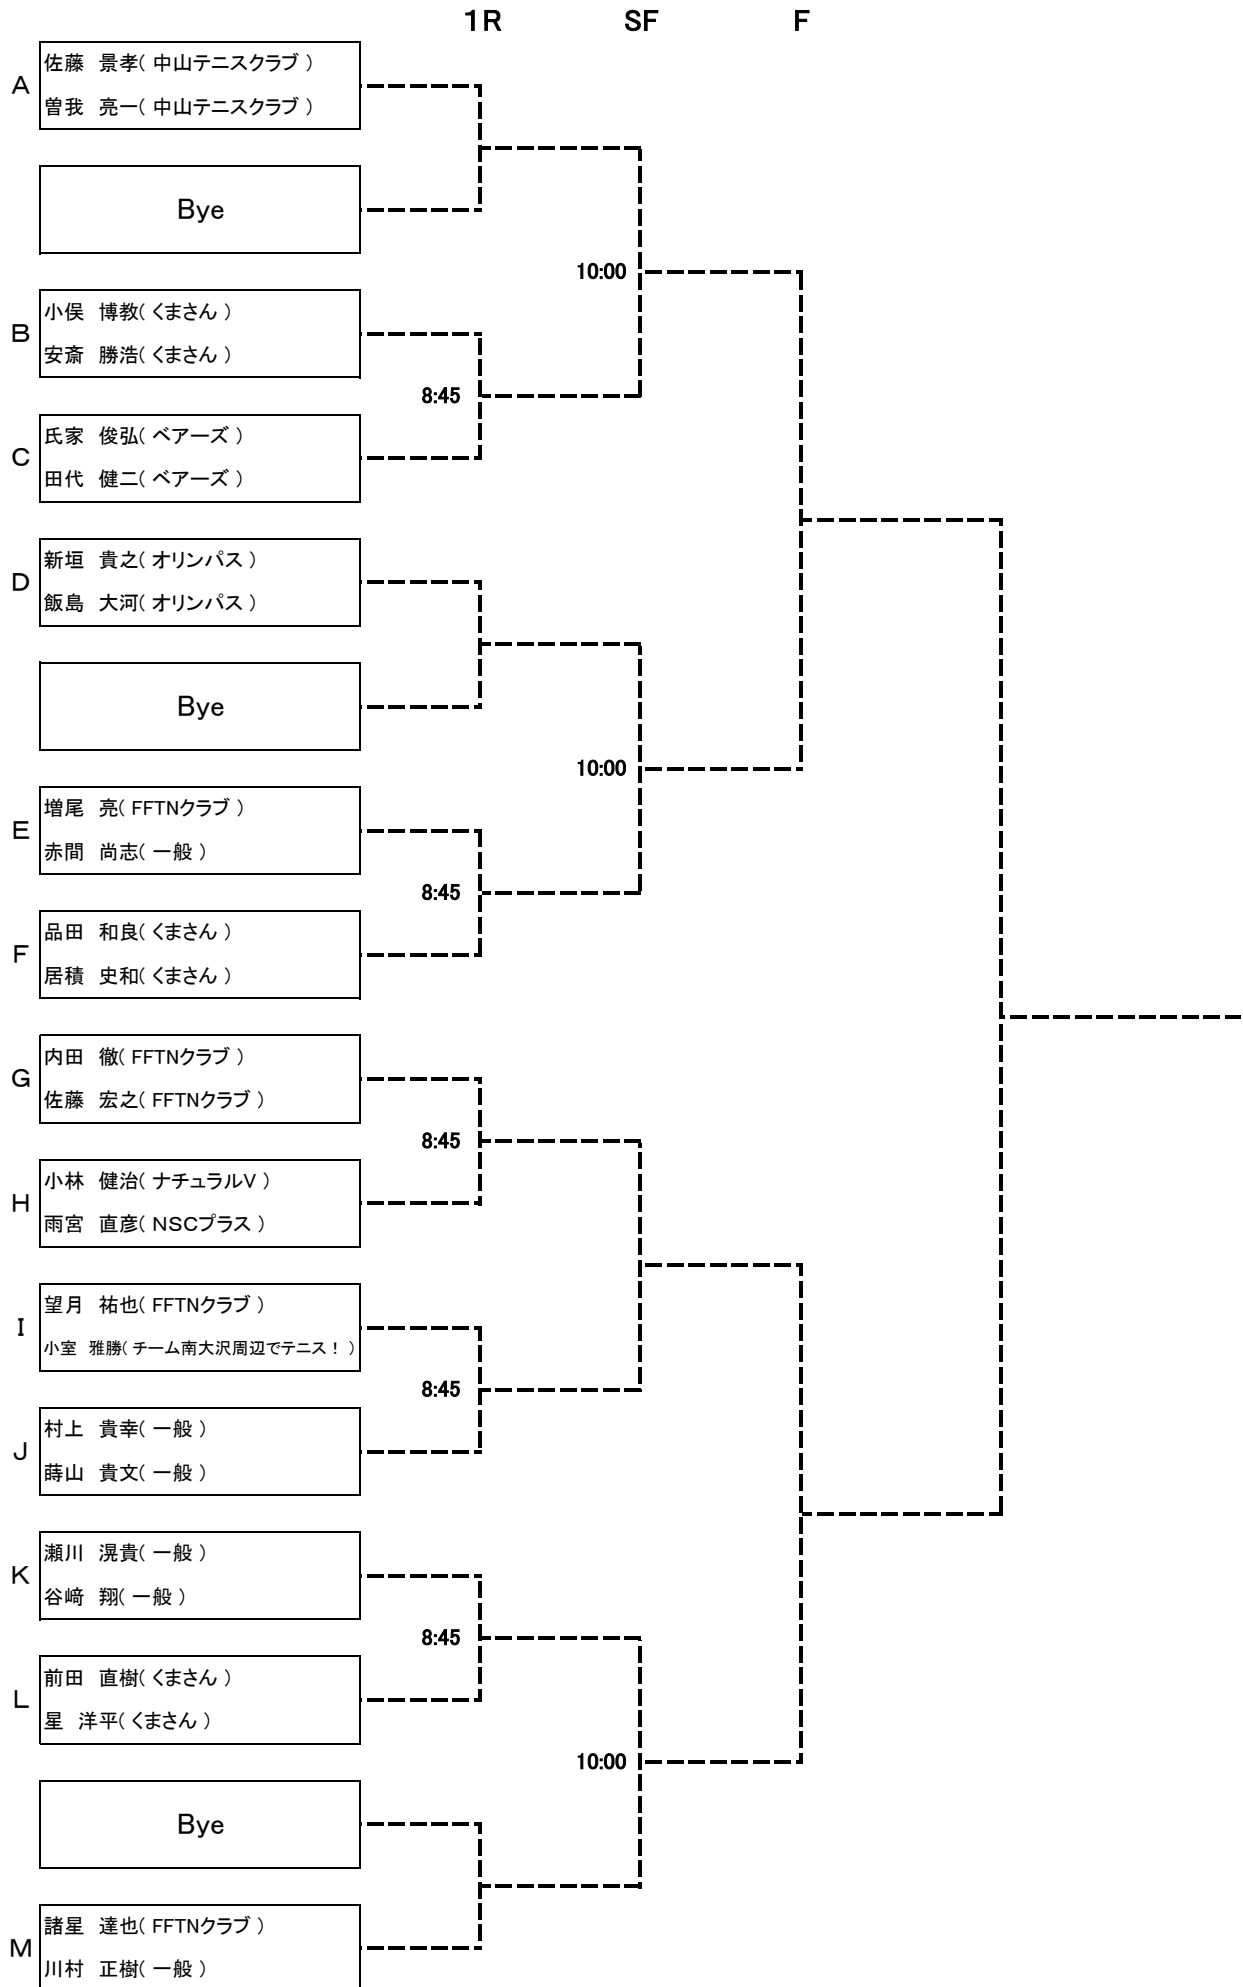 1R SF F
A
佐藤 景孝( 中山テニスクラブ )
曽我 亮一( 中山テニスクラブ )
Bye
10:00
B
小俣 博教( くまさん )
安斎 勝浩( くまさん )
8:45
C
氏家 俊弘( ベアーズ )
田代 健二( ベアーズ )
D
新垣 貴之( オリンパス )
飯島 大河( オリンパス )
Bye
10:00
E
増尾 亮( FFTNクラブ )
赤間 尚志( 一般 )
8:45
F
品田 和良( くまさん )
居積 史和( くまさん )
G
内田 徹( FFTNクラブ )
佐藤 宏之( FFTNクラブ )
8:45
H
小林 健治( ナチュラルV )
雨宮 直彦( NSCプラス )
I
望月 祐也( FFTNクラブ )
小室 雅勝( チーム南大沢周辺でテニス！ )
8:45
J
村上 貴幸( 一般 )
蒔山 貴文( 一般 )
K
瀬川 滉貴( 一般 )
谷﨑 翔( 一般 )
8:45
L
前田 直樹( くまさん )
星 洋平( くまさん )
10:00
Bye
M
諸星 達也( FFTNクラブ )
川村 正樹( 一般 )